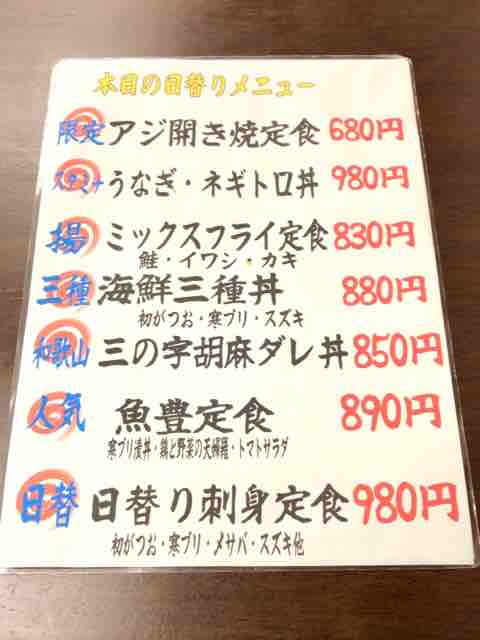 本日の日替りメニュー
限定 アジ開き焼定食 680円
スタミナ うなぎ・ネギトロ丼 980円
揚 ミックスフライ定食 830円
鮭・イワシ・カキ
三種 海鮮三種丼 880円
初がつお・寒ブリ・スズキ
和歌山 三の字胡麻ダレ丼 850円
人気 魚豊定食 890円
寒ブリ漬丼・鶏と野菜の天婦羅・トマトサラダ
日替 日替り刺身定食 980円
初がつお・寒ブリ・メサバ・スズキ他